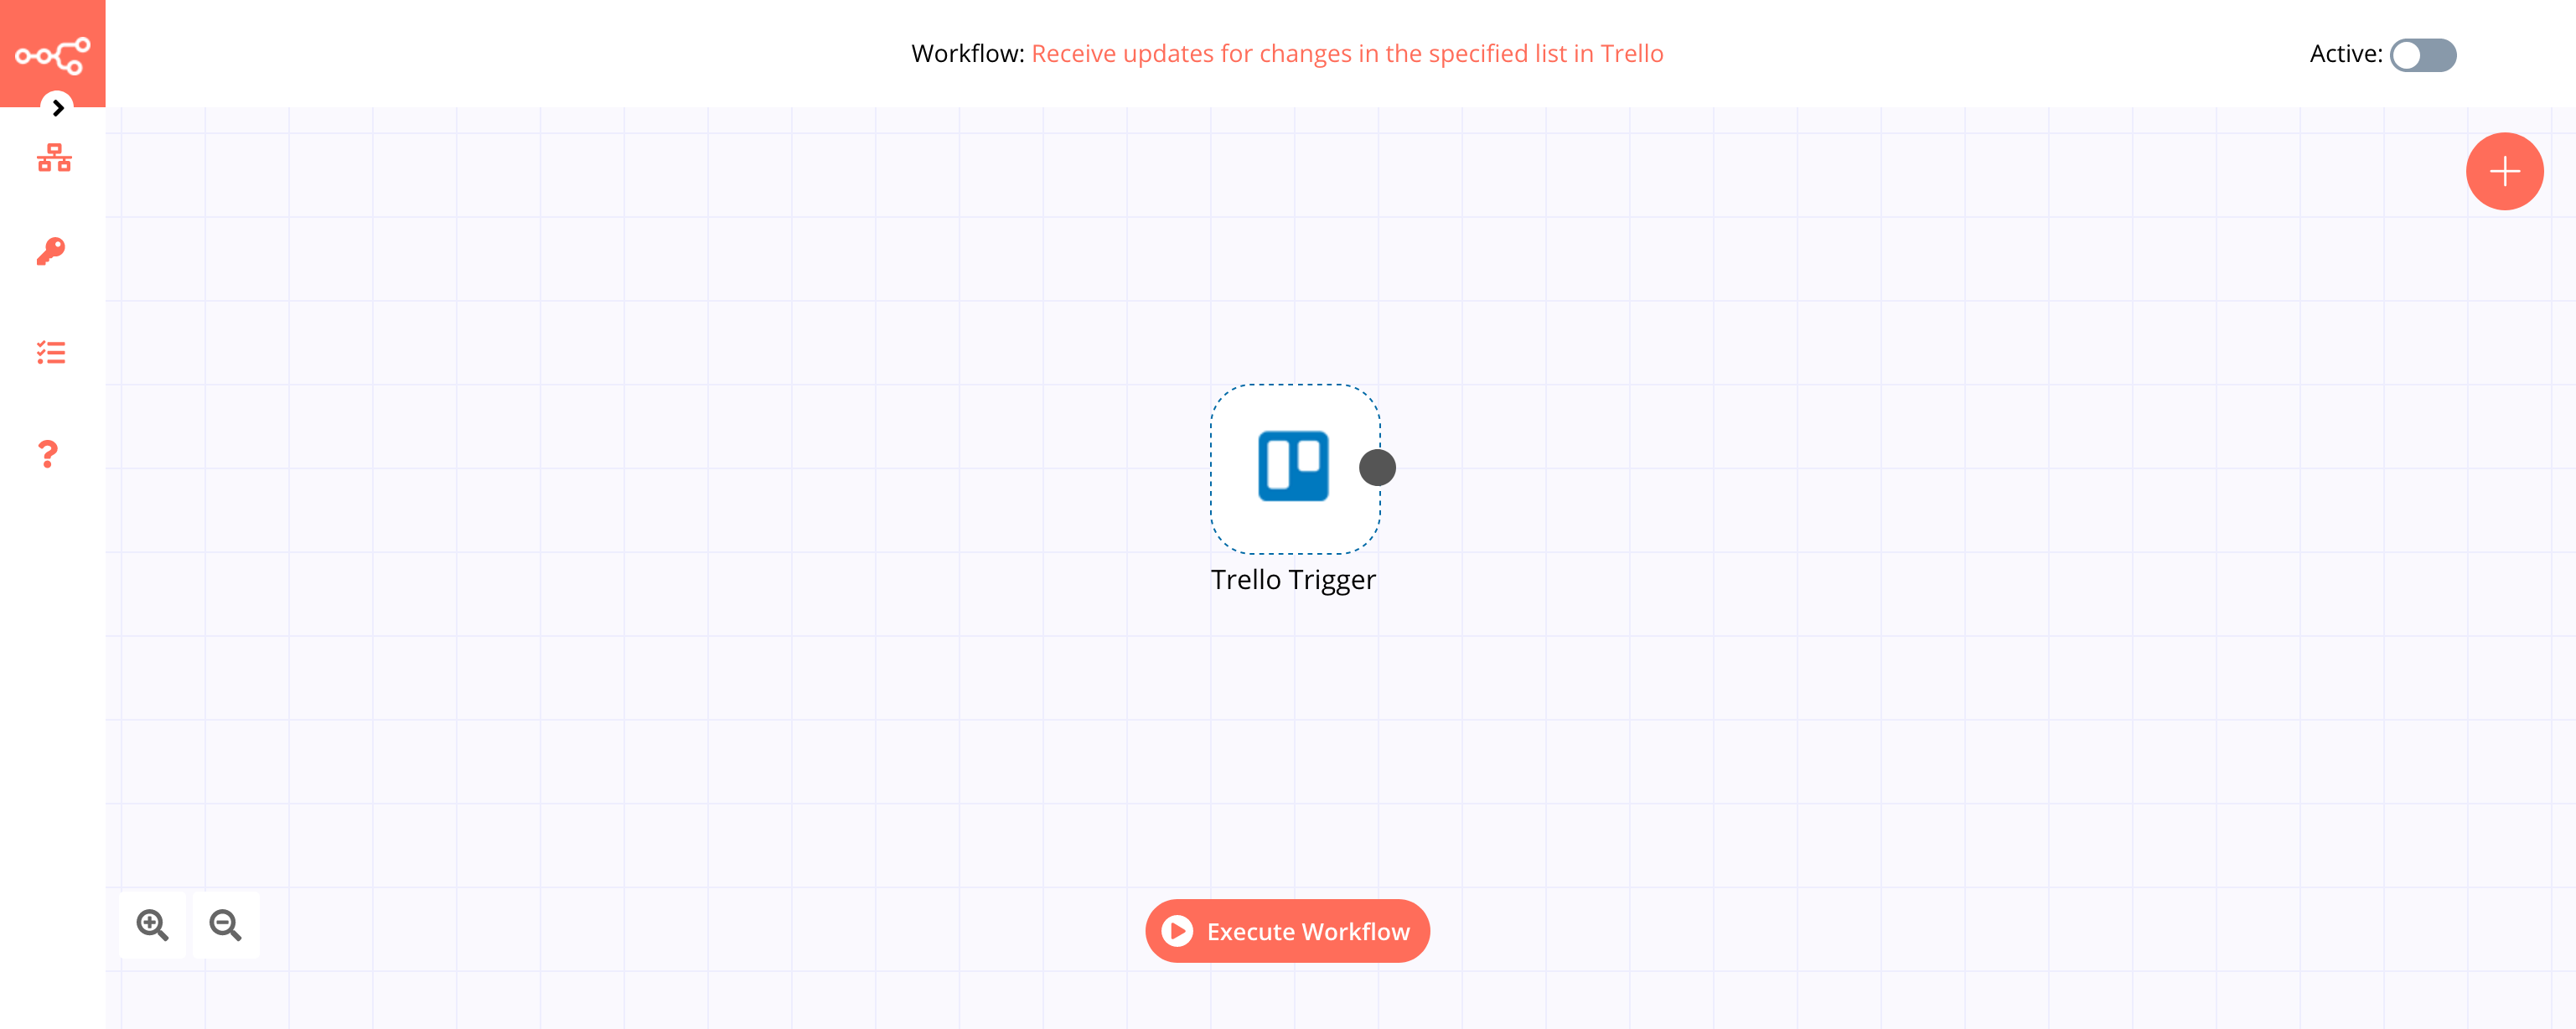 Workflow: Receive updates for changes in the specified list in Trello
Active:
Trello Trigger
Execute Workflow